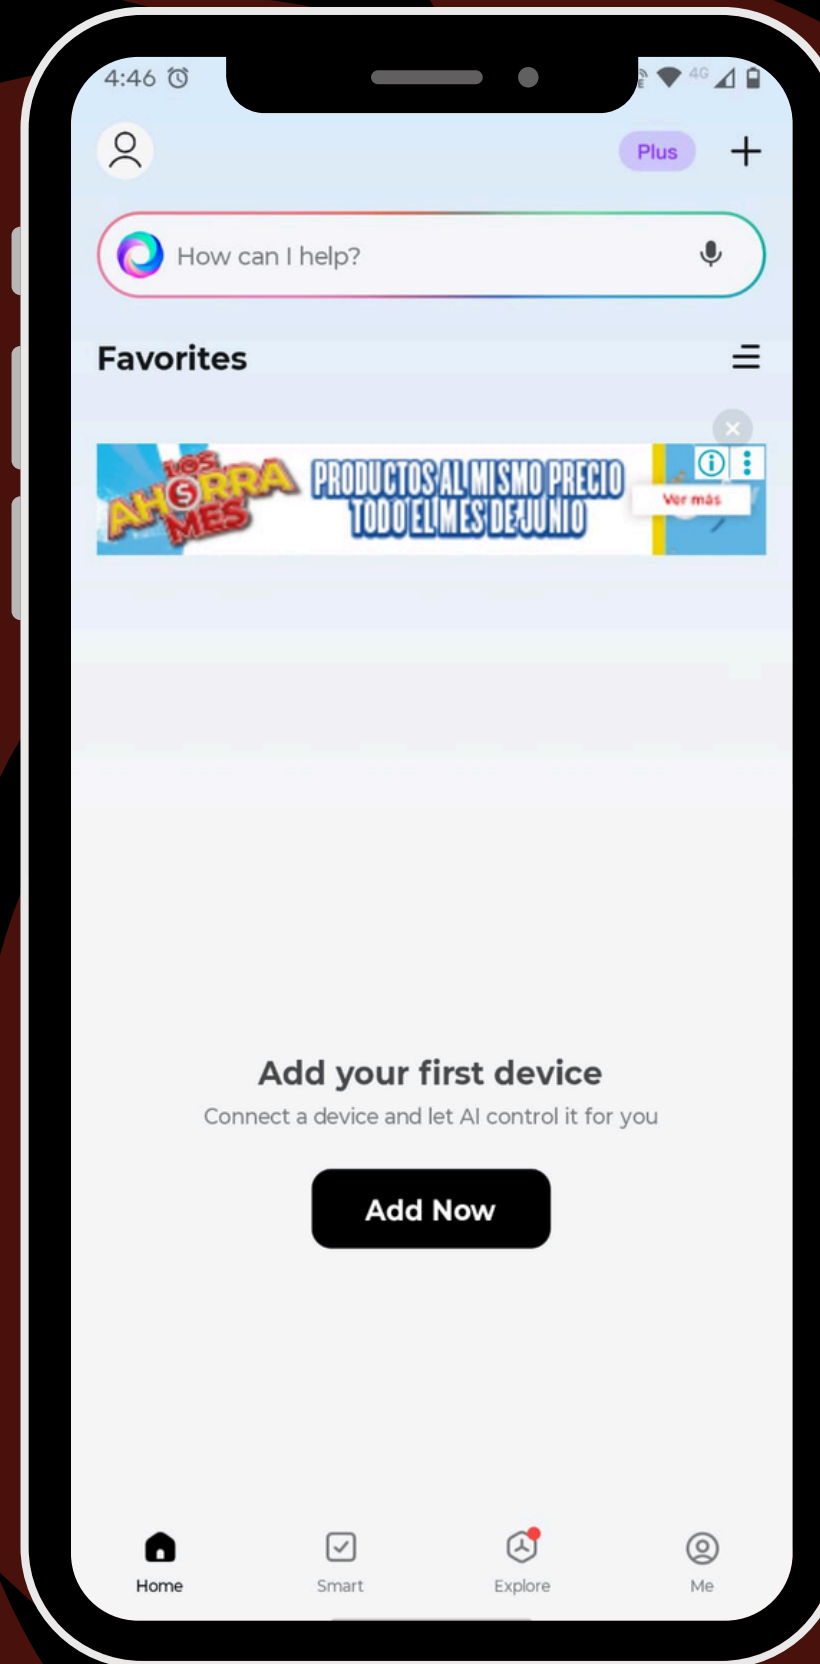 4:46
4G
Plus
How can I help?
Favorites
LOS
AHORRA
MES
PRODUCTOS AL MISMO PRECIO
TODO EL MES DE JUNIO
Ver más
Add your first device
Connect a device and let AI control it for you
Add Now
Home
Smart
Explore
Me